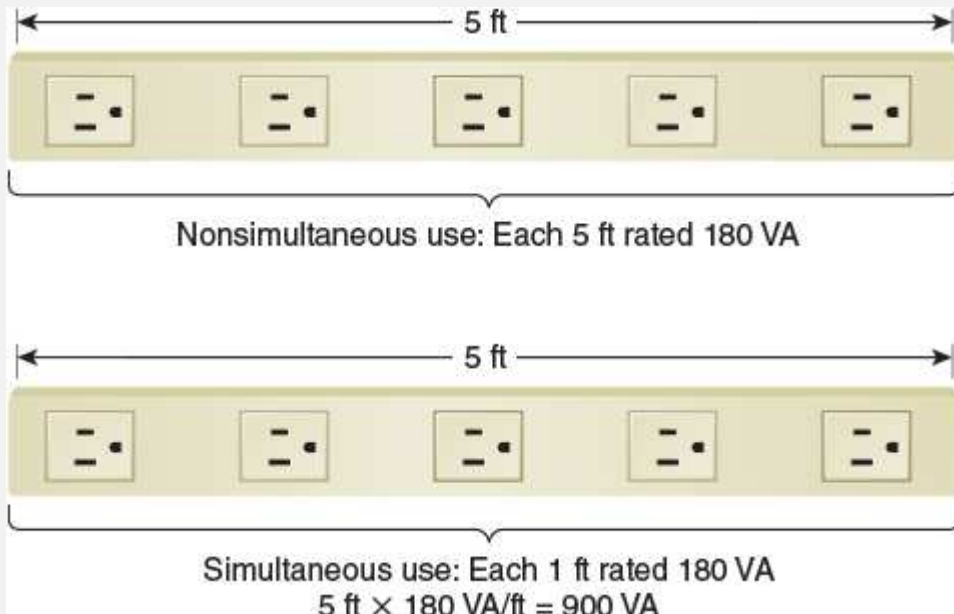 5 ft
Nonsimultaneous use: Each 5 ft rated 180 VA
5 ft
Simultaneous use: Each 1 ft rated 180 VA
5 ft × 180 VA/ft = 900 VA